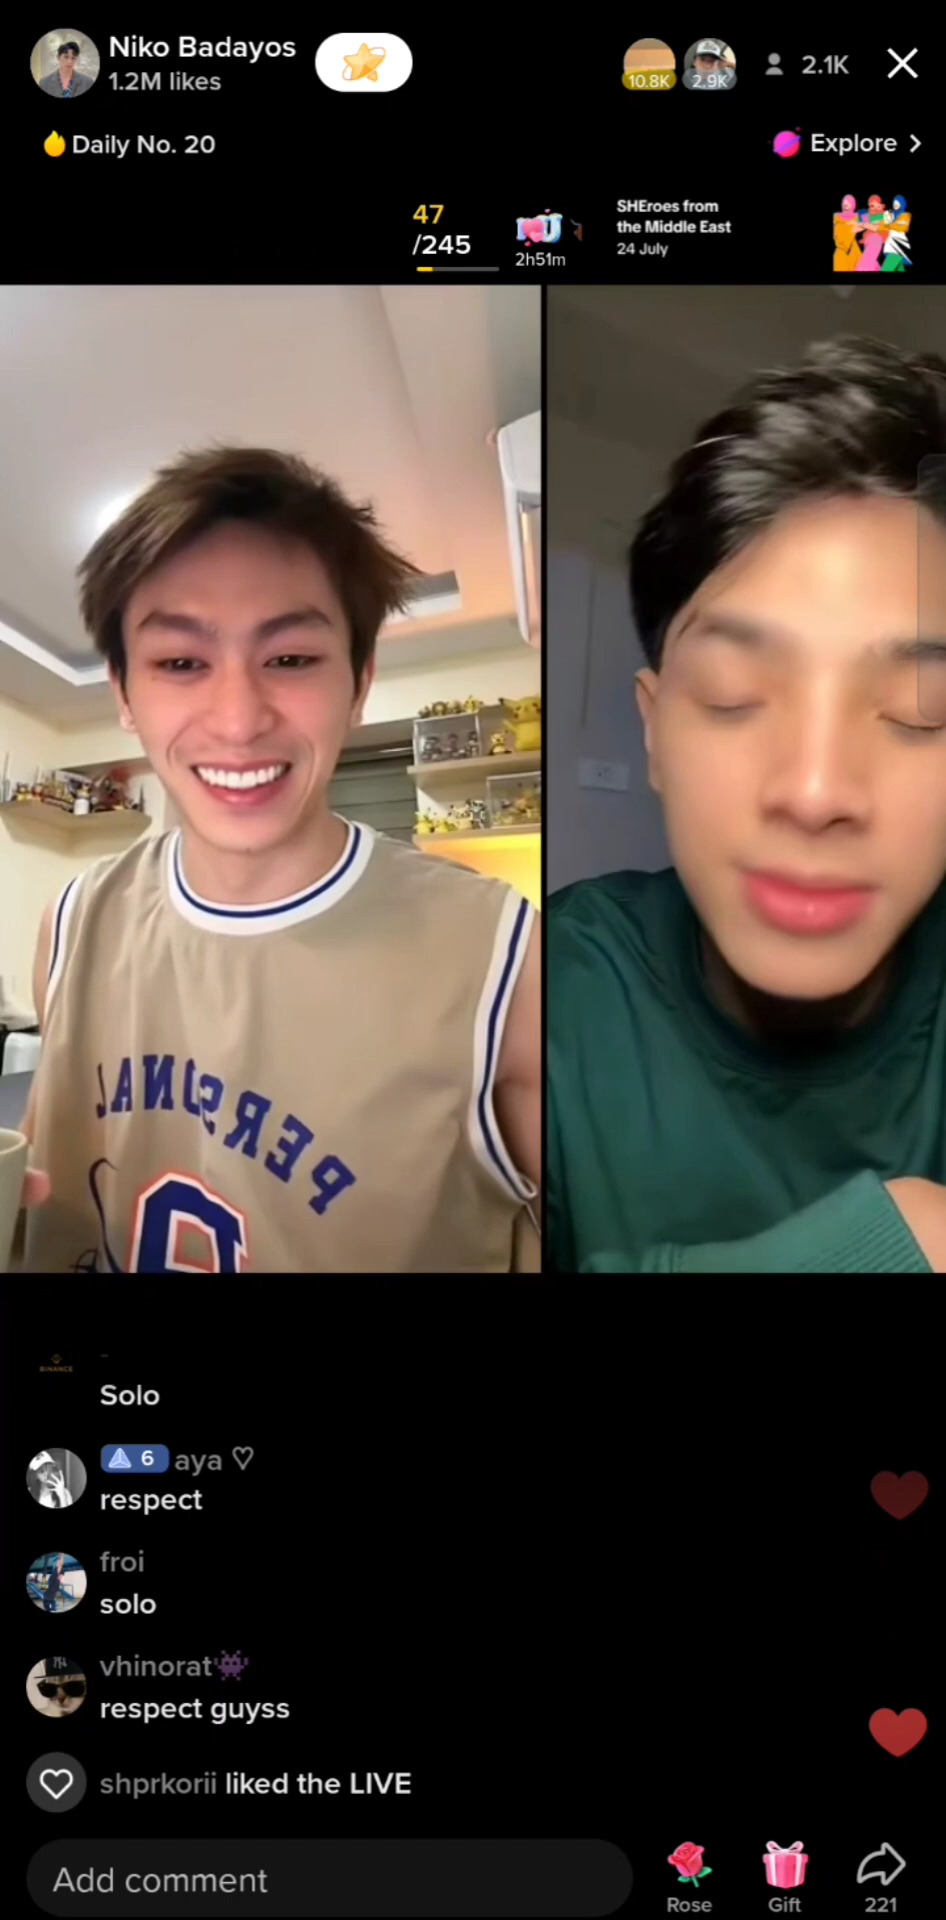 Niko Badayos
1.2M likes
10.8K
2.9K
2.1K
Daily No. 20
Explore >
47
/245
2h51m
SHEroes from
the Middle East
24 July
PERSONAL
BINANCE
Solo
6 aya ♡
respect
froi
solo
vhinorat👾
respect guyss
shprkorii liked the LIVE
Add comment
Rose
Gift
221